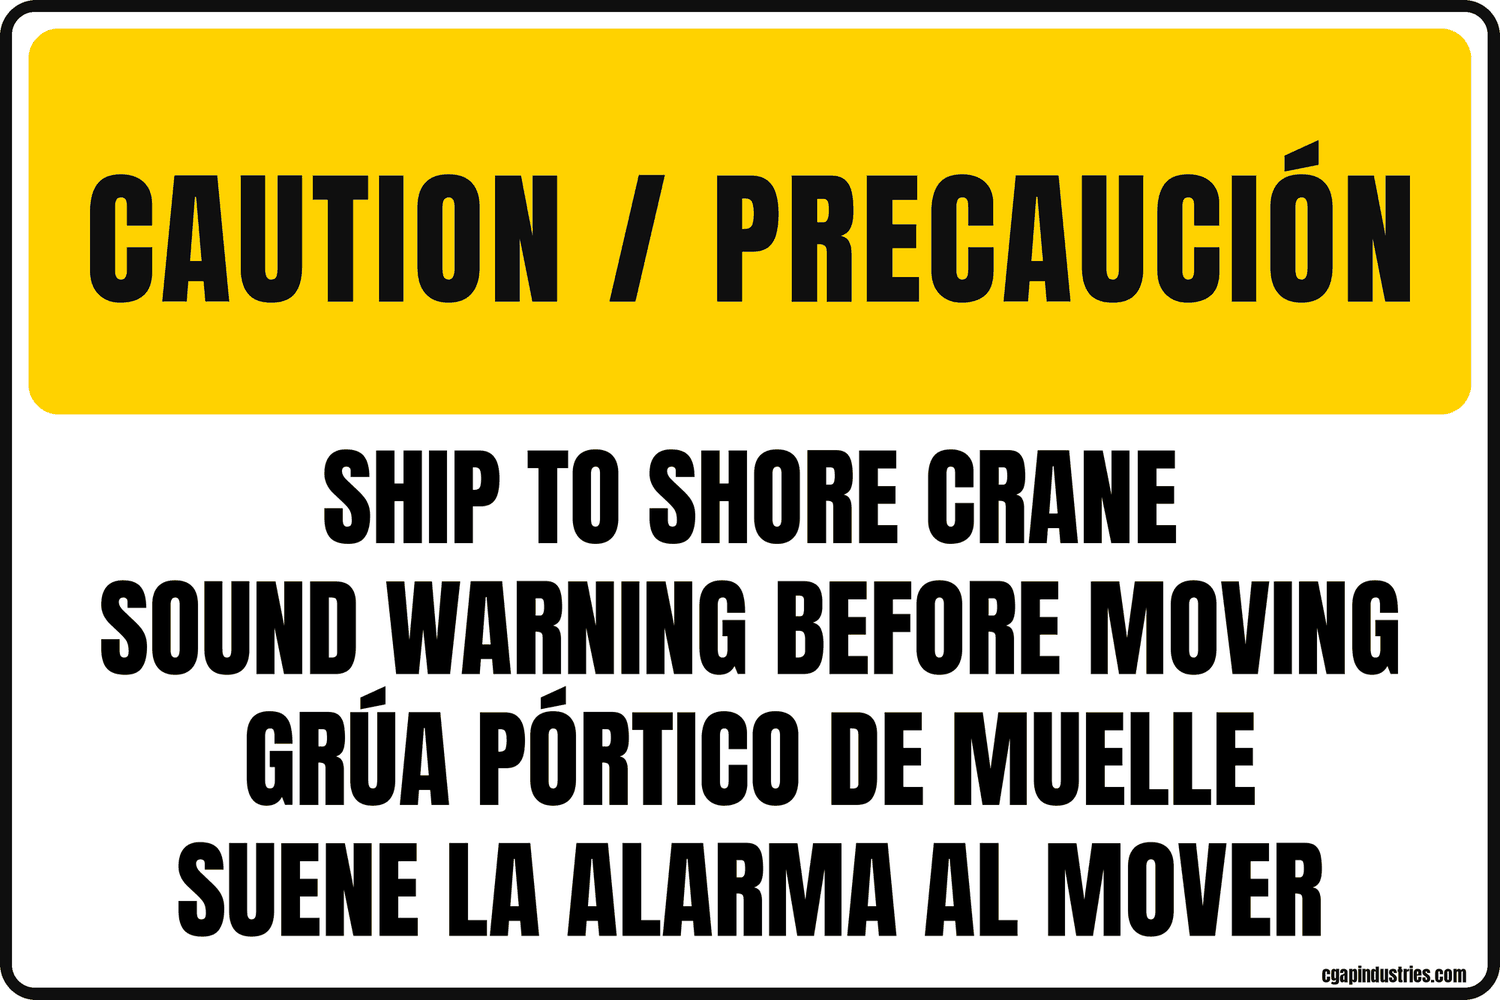 CAUTION / PRECAUCIÓN
SHIP TO SHORE CRANE
SOUND WARNING BEFORE MOVING
GRÚA PÓRTICO DE MUELLE
SUENE LA ALARMA AL MOVER
cgapindustries.com